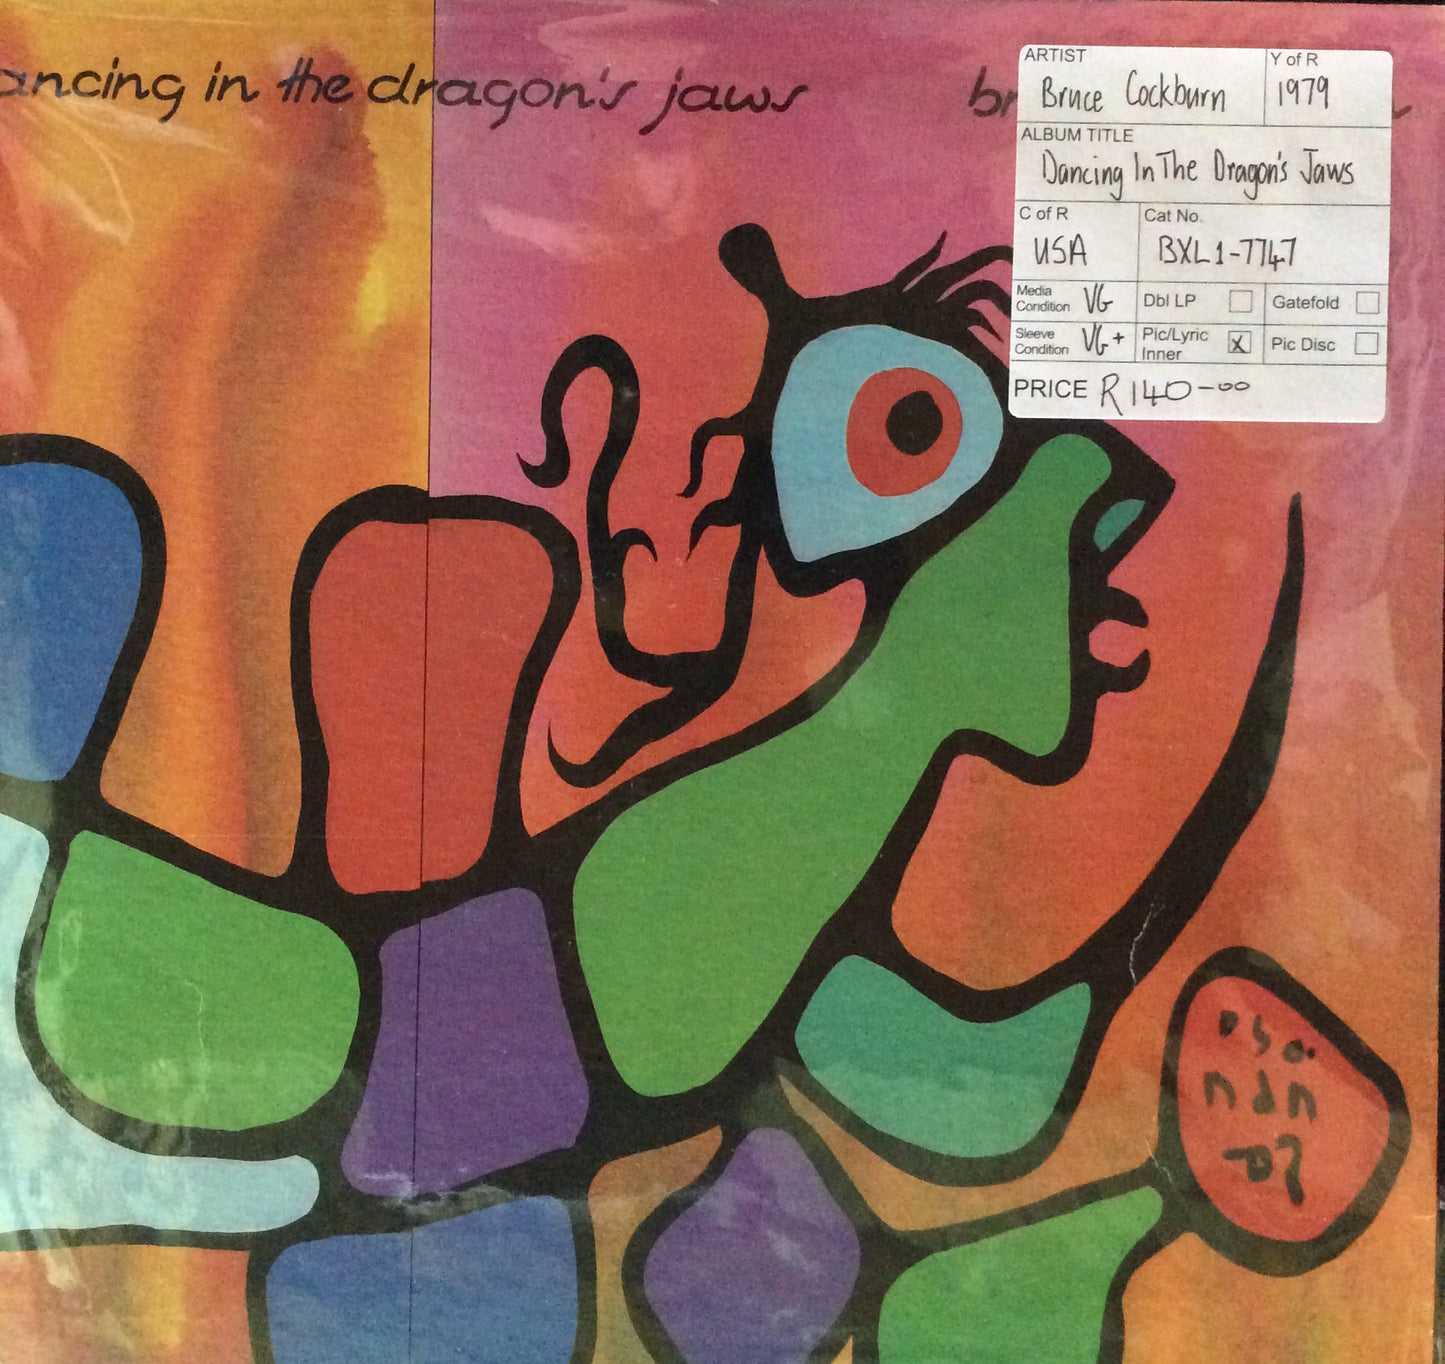 ancing in the dragon's jaws
br
ARTIST
Bruce Cockburn
Y of R
1979
ALBUM TITLE
Dancing In The Dragon's Jaws
C of R
USA
Cat No.
BXL1-7747
Media
Condition VG
Dbl LP
Gatefold
Sleeve
Condition VG+
Pic/Lyric
Inner X
Pic Disc
PRICE R140-00